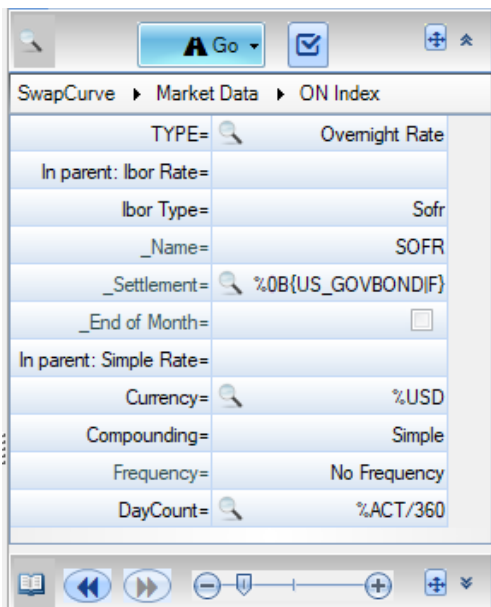 Go
SwapCurve ▸ Market Data ▸ ON Index
TYPE= Overnight Rate
In parent: Ibor Rate=
Ibor Type= Sofr
_Name= SOFR
_Settlement= %0B{US_GOVBOND|F}
_End of Month=
In parent: Simple Rate=
Currency= %USD
Compounding= Simple
Frequency= No Frequency
DayCount= %ACT/360